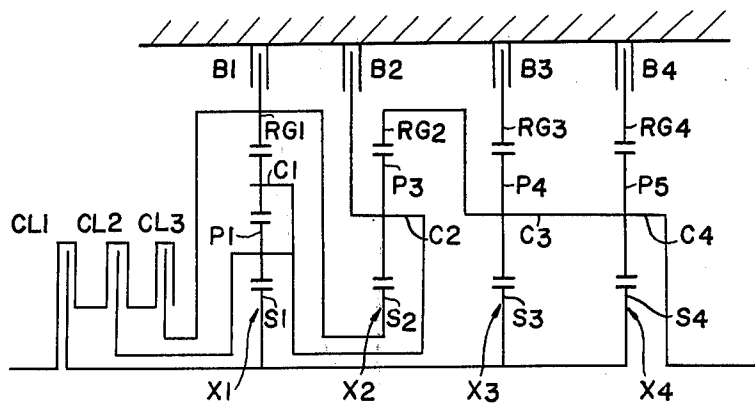 B1 B2 B3 B4
RG1 RG2 RG3 RG4
C1 P3 P4 P5
CL1 CL2 CL3 P1 C2 C3 C4
S1 S2 S3 S4
X1 X2 X3 X4